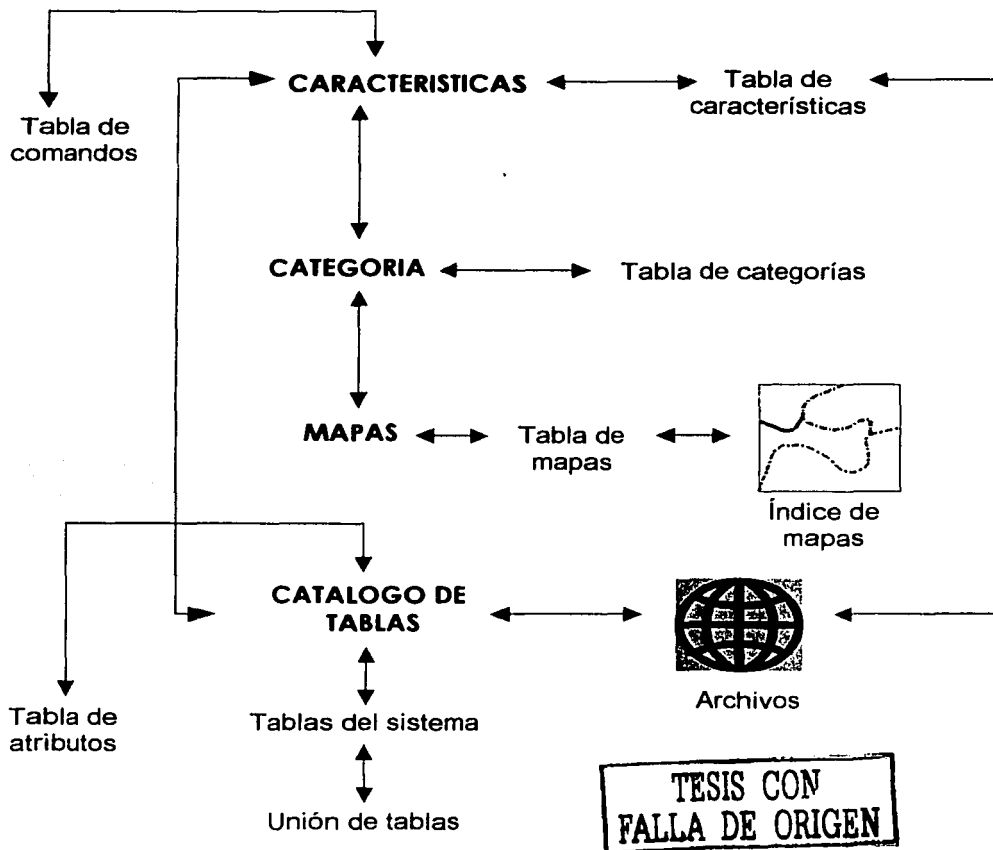 CARACTERISTICAS
Tabla de
características
Tabla de
comandos
CATEGORIA
Tabla de categorías
MAPAS
Tabla de
mapas
Índice de
mapas
CATALOGO DE
TABLAS
Archivos
Tabla de
atributos
Tablas del sistema
Unión de tablas
TESIS CON
FALLA DE ORIGEN